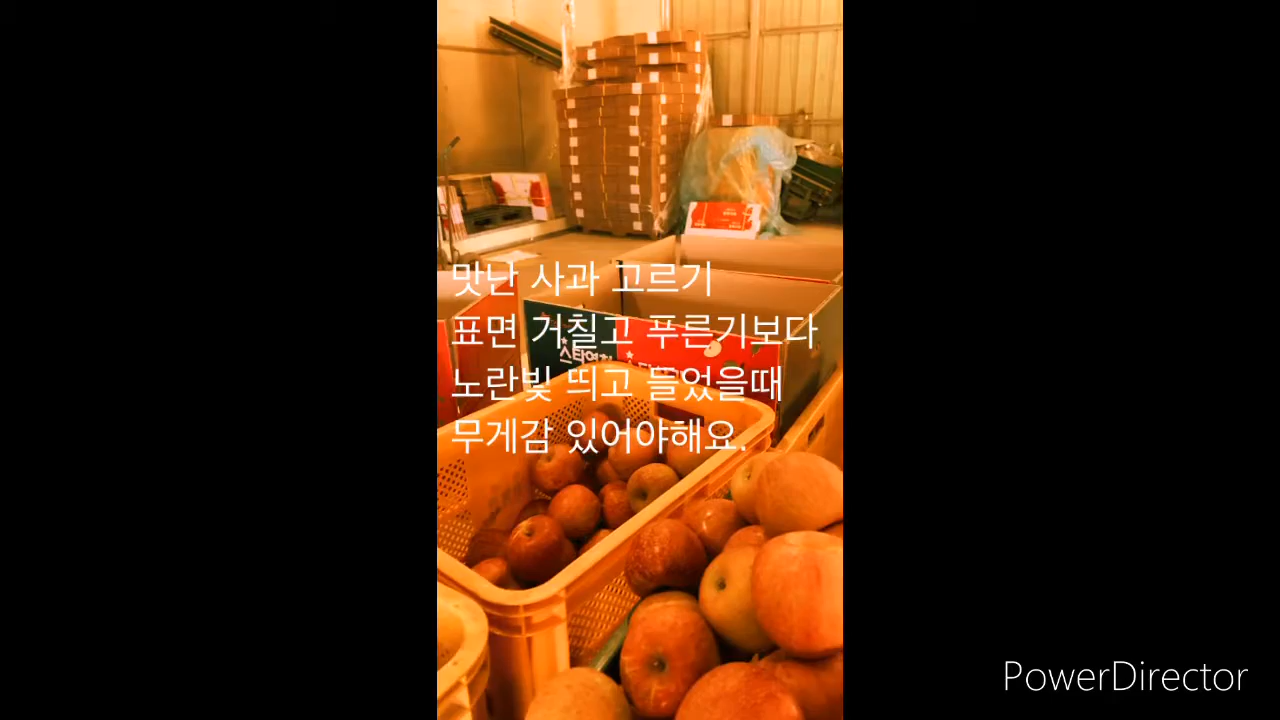 맛난 사과 고르기
표면 거칠고 푸른기보다
노란빛 띄고 들었을때
무게감 있어야해요.
PowerDirector